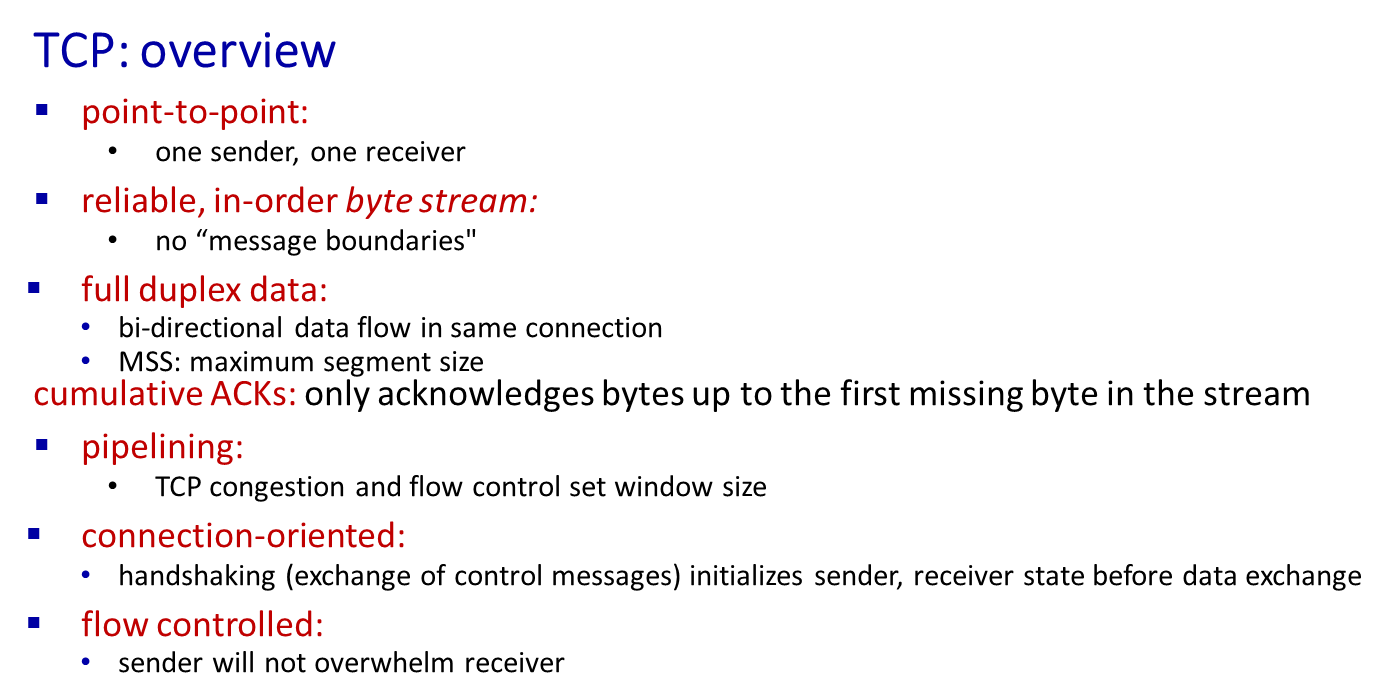 TCP: overview
▪ point-to-point:
• one sender, one receiver
▪ reliable, in-order byte stream:
• no “message boundaries"
▪ full duplex data:
• bi-directional data flow in same connection
• MSS: maximum segment size
cumulative ACKs: only acknowledges bytes up to the first missing byte in the stream
▪ pipelining:
• TCP congestion and flow control set window size
▪ connection-oriented:
• handshaking (exchange of control messages) initializes sender, receiver state before data exchange
▪ flow controlled:
• sender will not overwhelm receiver